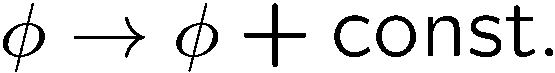 ϕ → ϕ + const.